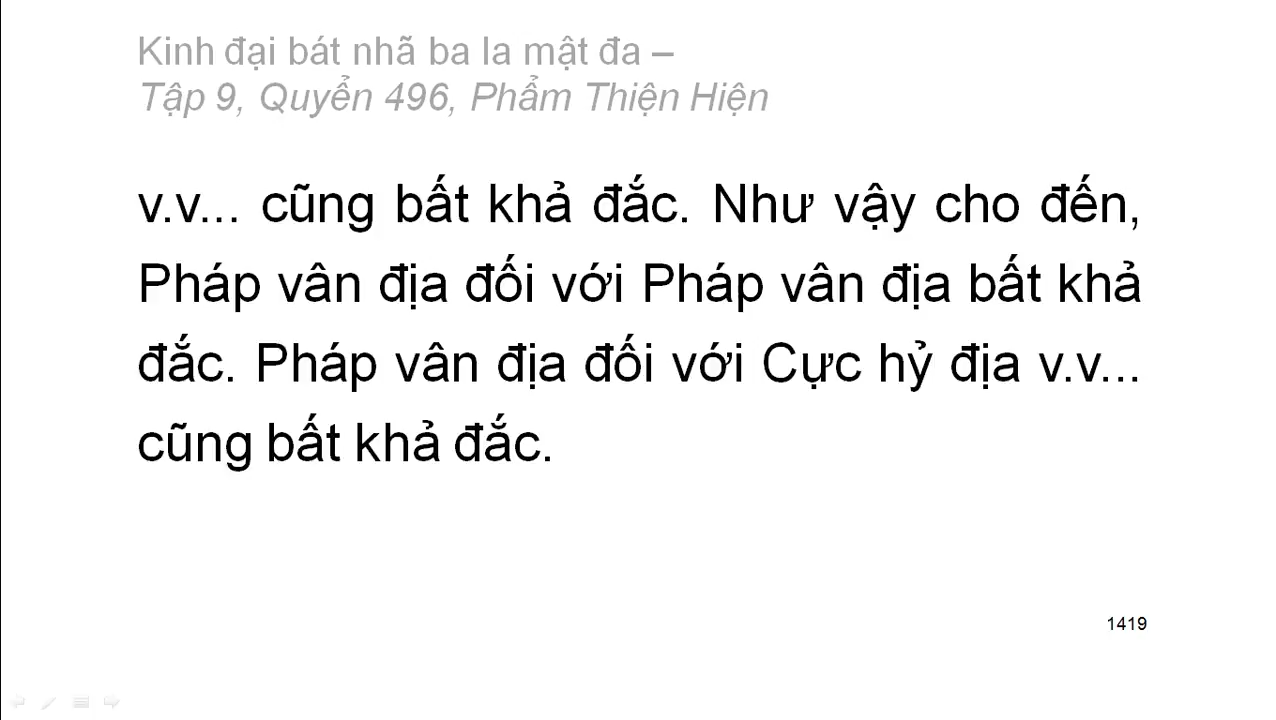 Kinh đại bát nhã ba la mật đa –
Tập 9, Quyển 496, Phẩm Thiện Hiện
v.v... cũng bất khả đắc. Như vậy cho đến,
Pháp vân địa đối với Pháp vân địa bất khả
đắc. Pháp vân địa đối với Cực hỷ địa v.v...
cũng bất khả đắc.
1419